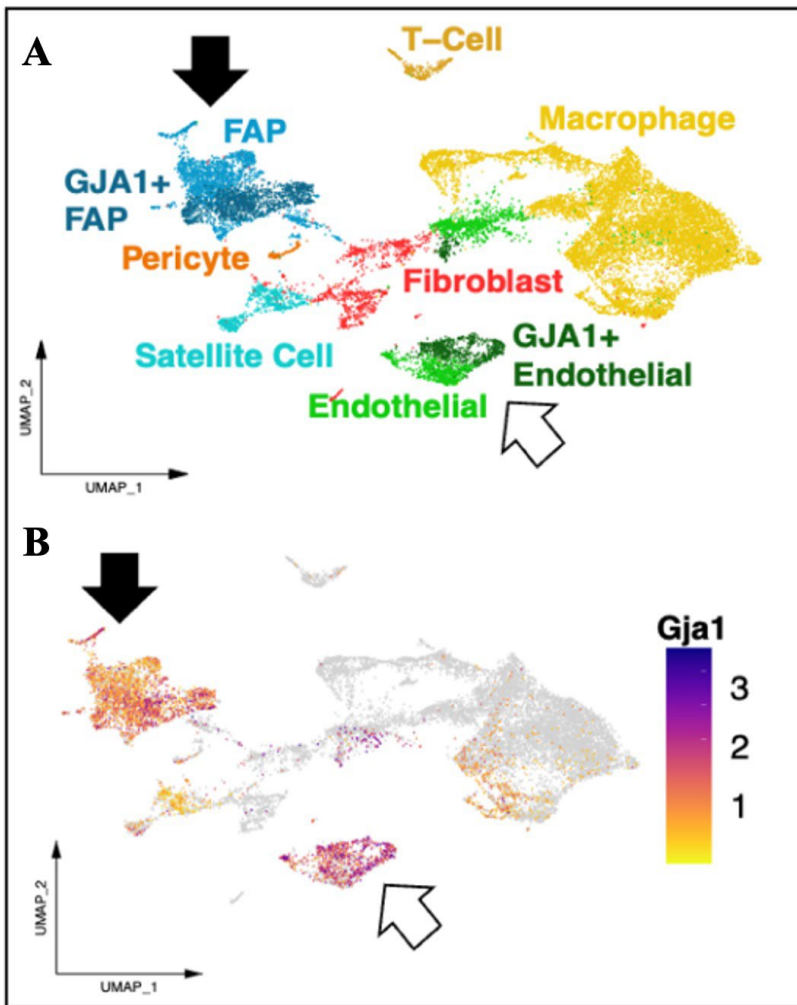 A
T-Cell
FAP
Macrophage
GJA1+
FAP
Pericyte
Fibroblast
Satellite Cell
GJA1+
Endothelial
Endothelial
UMAP_2
UMAP_1
B
Gja1
3
2
1
UMAP_2
UMAP_1